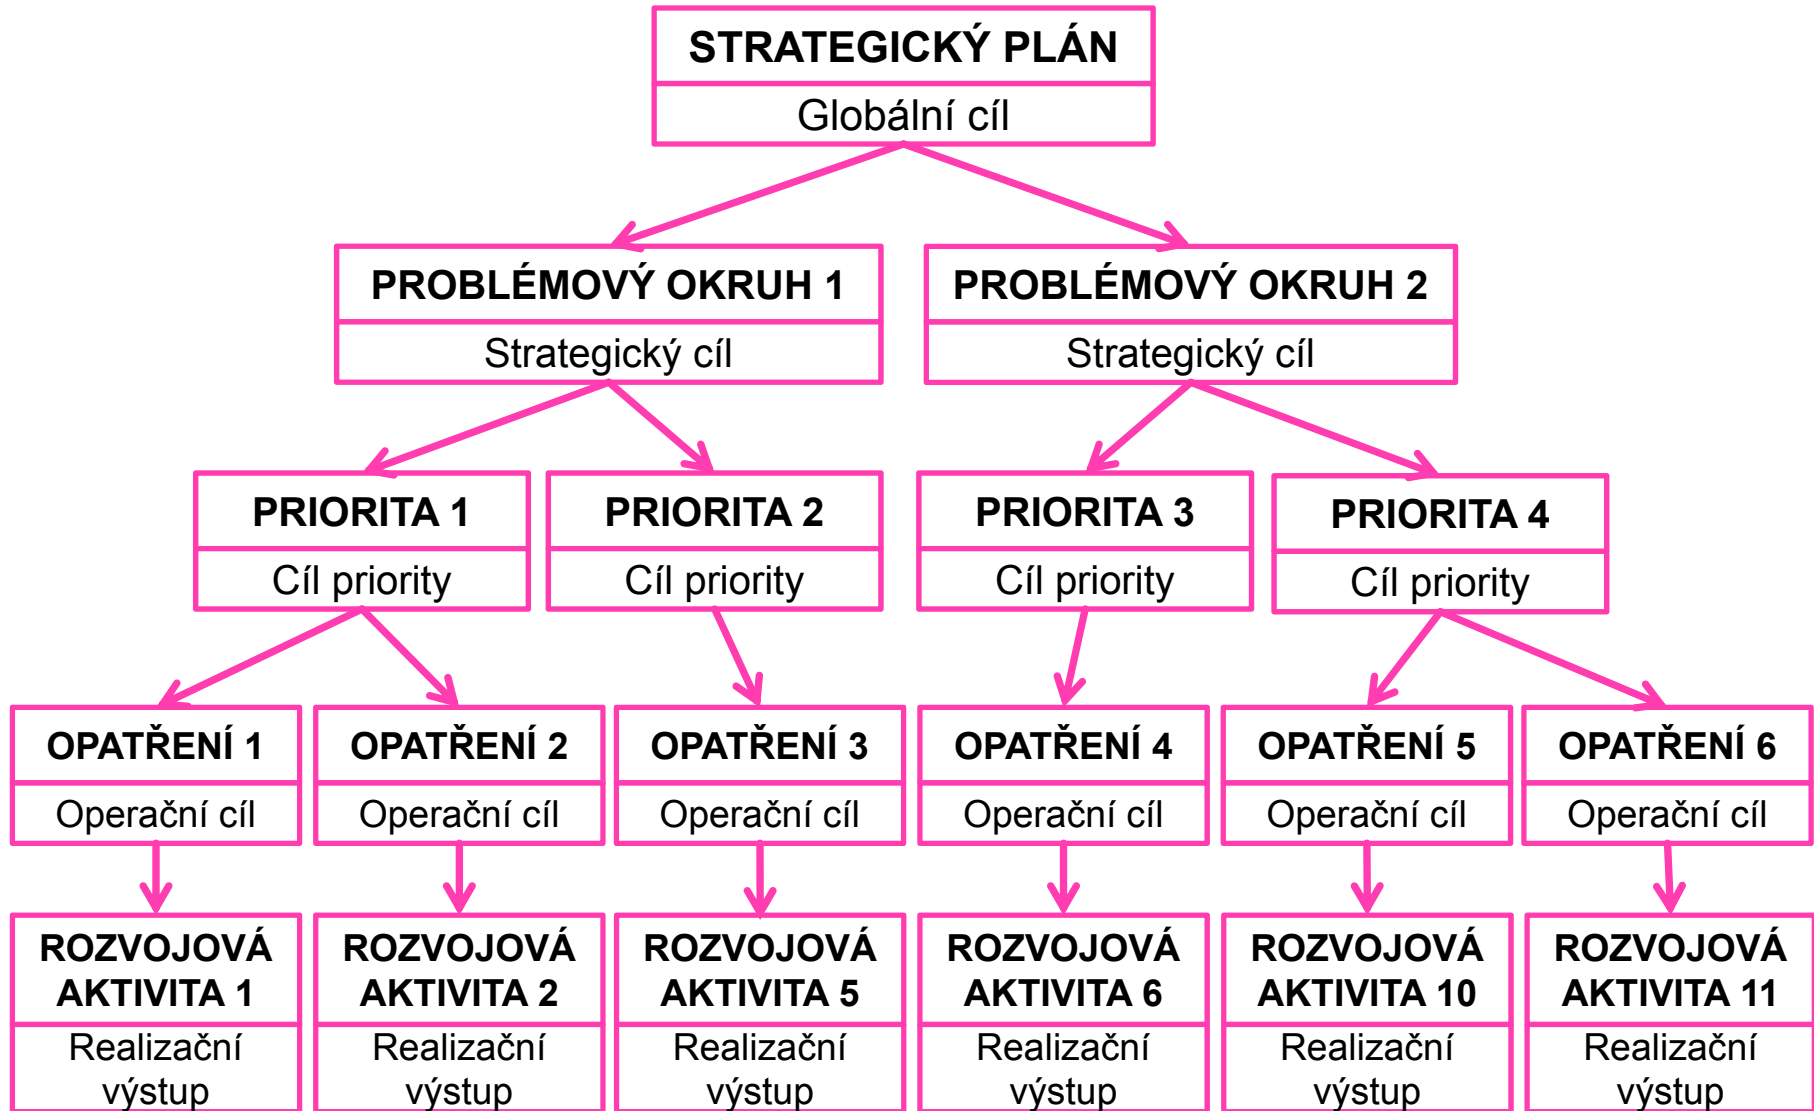 STRATEGICKÝ PLÁN
Globální cíl
PROBLÉMOVÝ OKRUH 1
Strategický cíl
PROBLÉMOVÝ OKRUH 2
Strategický cíl
PRIORITA 1
Cíl priority
PRIORITA 2
Cíl priority
PRIORITA 3
Cíl priority
PRIORITA 4
Cíl priority
OPATŘENÍ 1
Operační cíl
OPATŘENÍ 2
Operační cíl
OPATŘENÍ 3
Operační cíl
OPATŘENÍ 4
Operační cíl
OPATŘENÍ 5
Operační cíl
OPATŘENÍ 6
Operační cíl
ROZVOJOVÁ
AKTIVITA 1
Realizační
výstup
ROZVOJOVÁ
AKTIVITA 2
Realizační
výstup
ROZVOJOVÁ
AKTIVITA 5
Realizační
výstup
ROZVOJOVÁ
AKTIVITA 6
Realizační
výstup
ROZVOJOVÁ
AKTIVITA 10
Realizační
výstup
ROZVOJOVÁ
AKTIVITA 11
Realizační
výstup